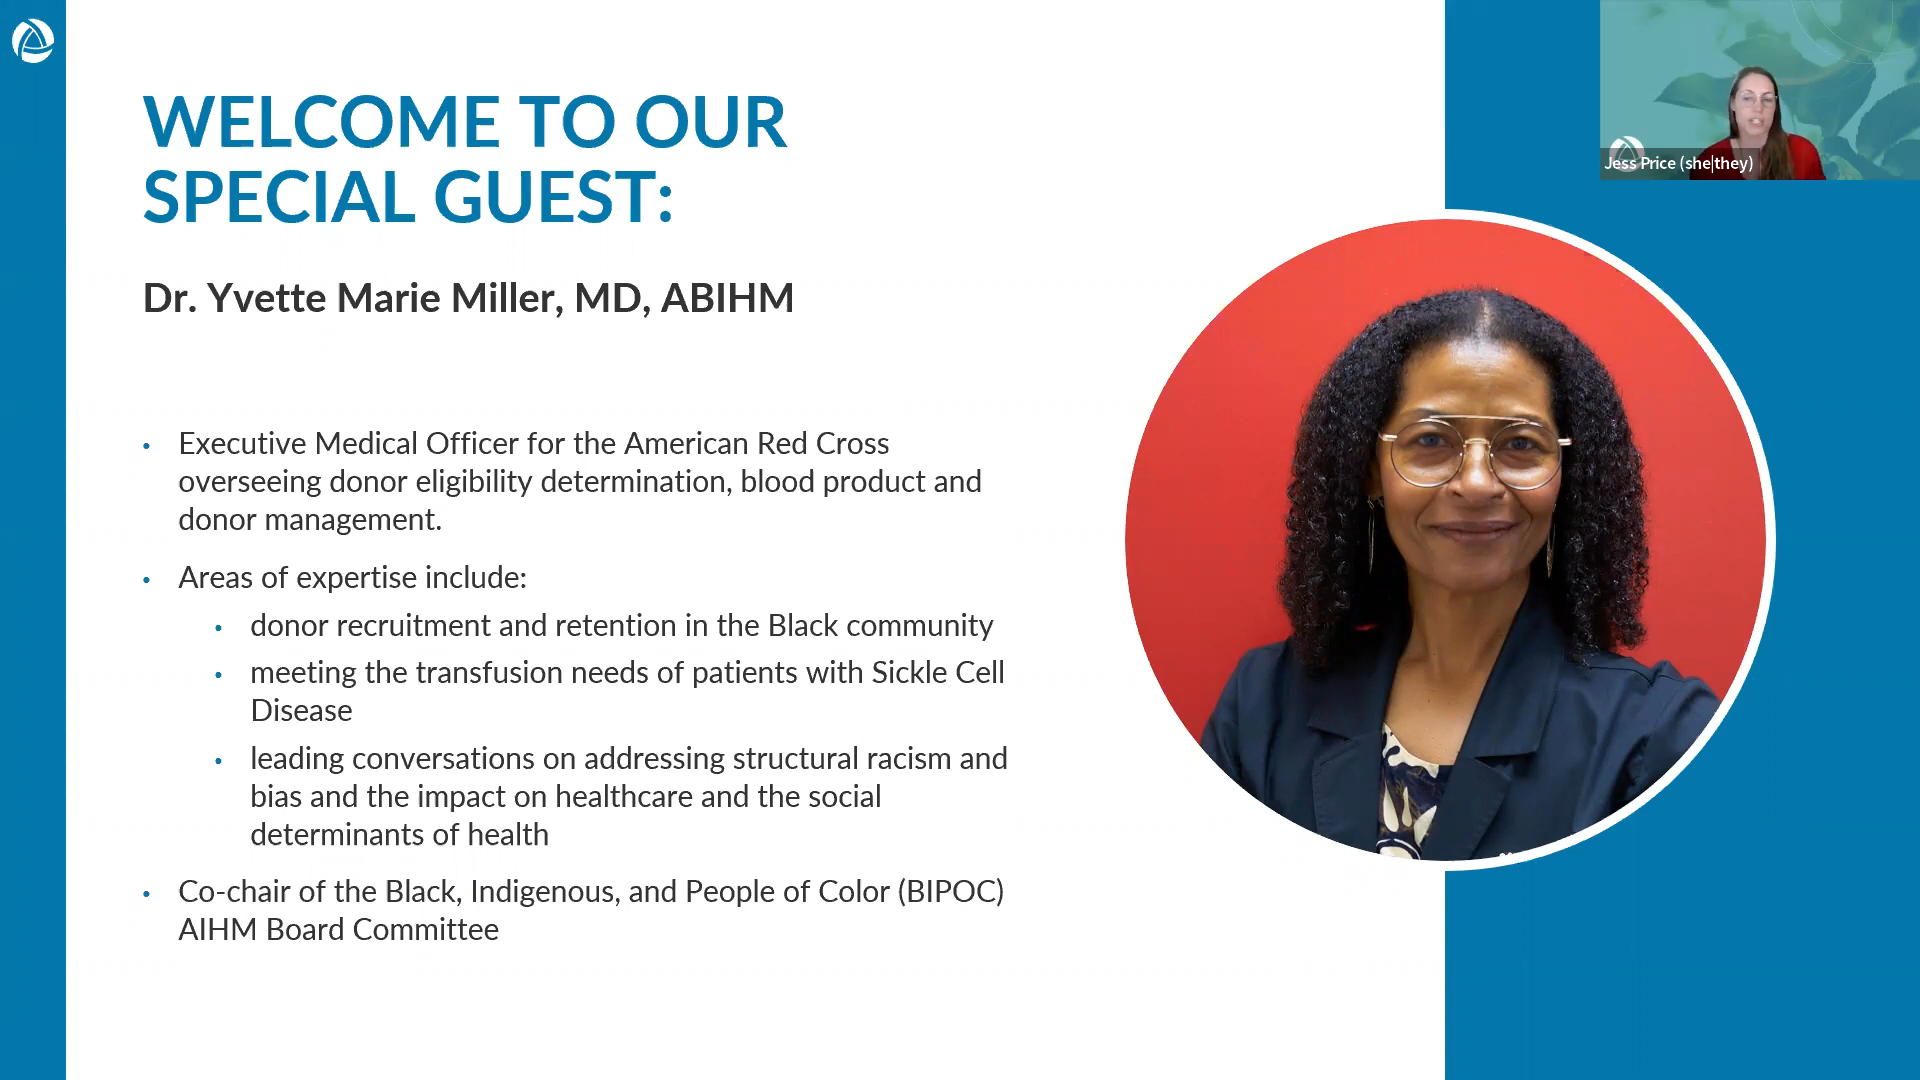 WELCOME TO OUR
SPECIAL GUEST:
Dr. Yvette Marie Miller, MD, ABIHM
• Executive Medical Officer for the American Red Cross
overseeing donor eligibility determination, blood product and
donor management.
• Areas of expertise include:
• donor recruitment and retention in the Black community
• meeting the transfusion needs of patients with Sickle Cell
Disease
• leading conversations on addressing structural racism and
bias and the impact on healthcare and the social
determinants of health
• Co-chair of the Black, Indigenous, and People of Color (BIPOC)
AIHM Board Committee
Jess Price (she|they)